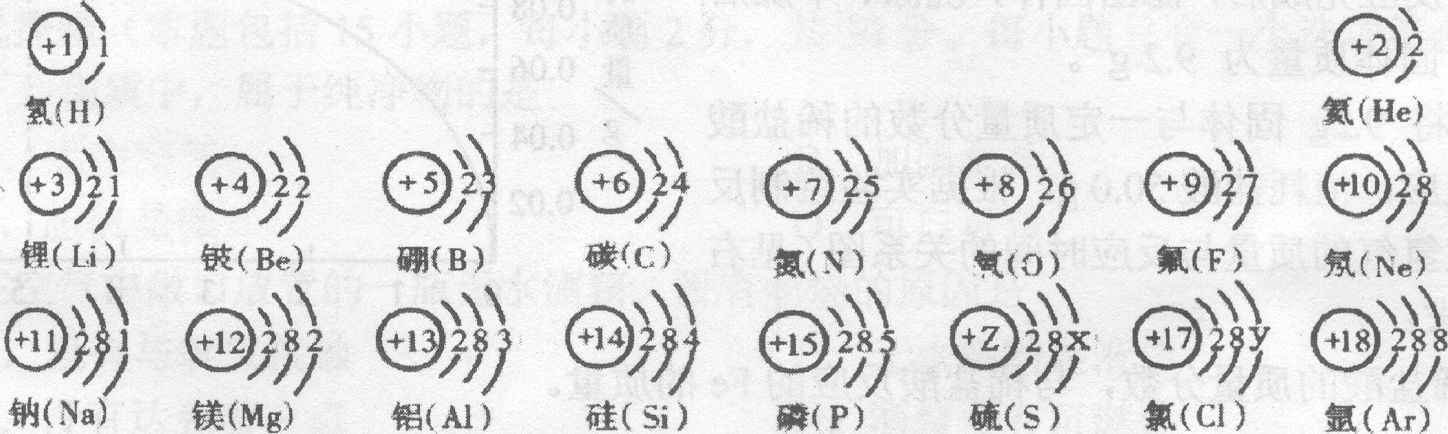 +1 1 +2 2
氢(H) 氦(He)
+3 2 1 +4 2 2 +5 2 3 +6 2 4 +7 2 5 +8 2 6 +9 2 7 +10 2 8
锂(Li) 铍(Be) 硼(B) 碳(C) 氮(N) 氧(O) 氟(F) 氖(Ne)
+11 2 8 1 +12 2 8 2 +13 2 8 3 +14 2 8 4 +15 2 8 5 +Z 2 8 x +17 2 8 y +18 2 8 8
钠(Na) 镁(Mg) 铝(Al) 硅(Si) 磷(P) 硫(S) 氯(Cl) 氩(Ar)